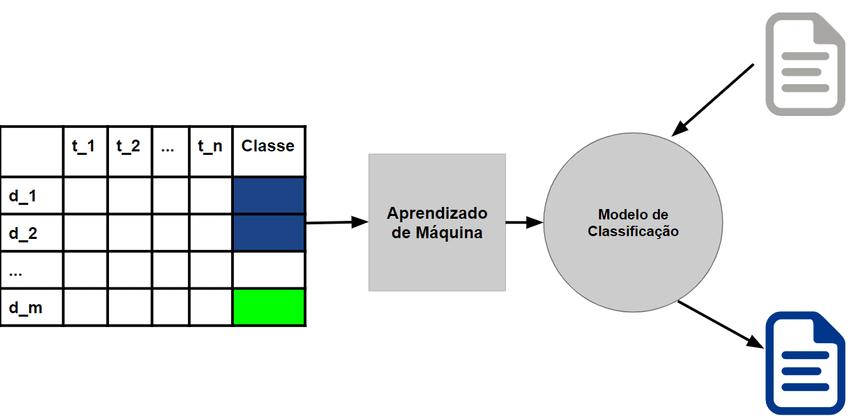 t_1 t_2 ... t_n Classe
d_1
d_2
...
d_m
Aprendizado
de Máquina
Modelo de
Classificação